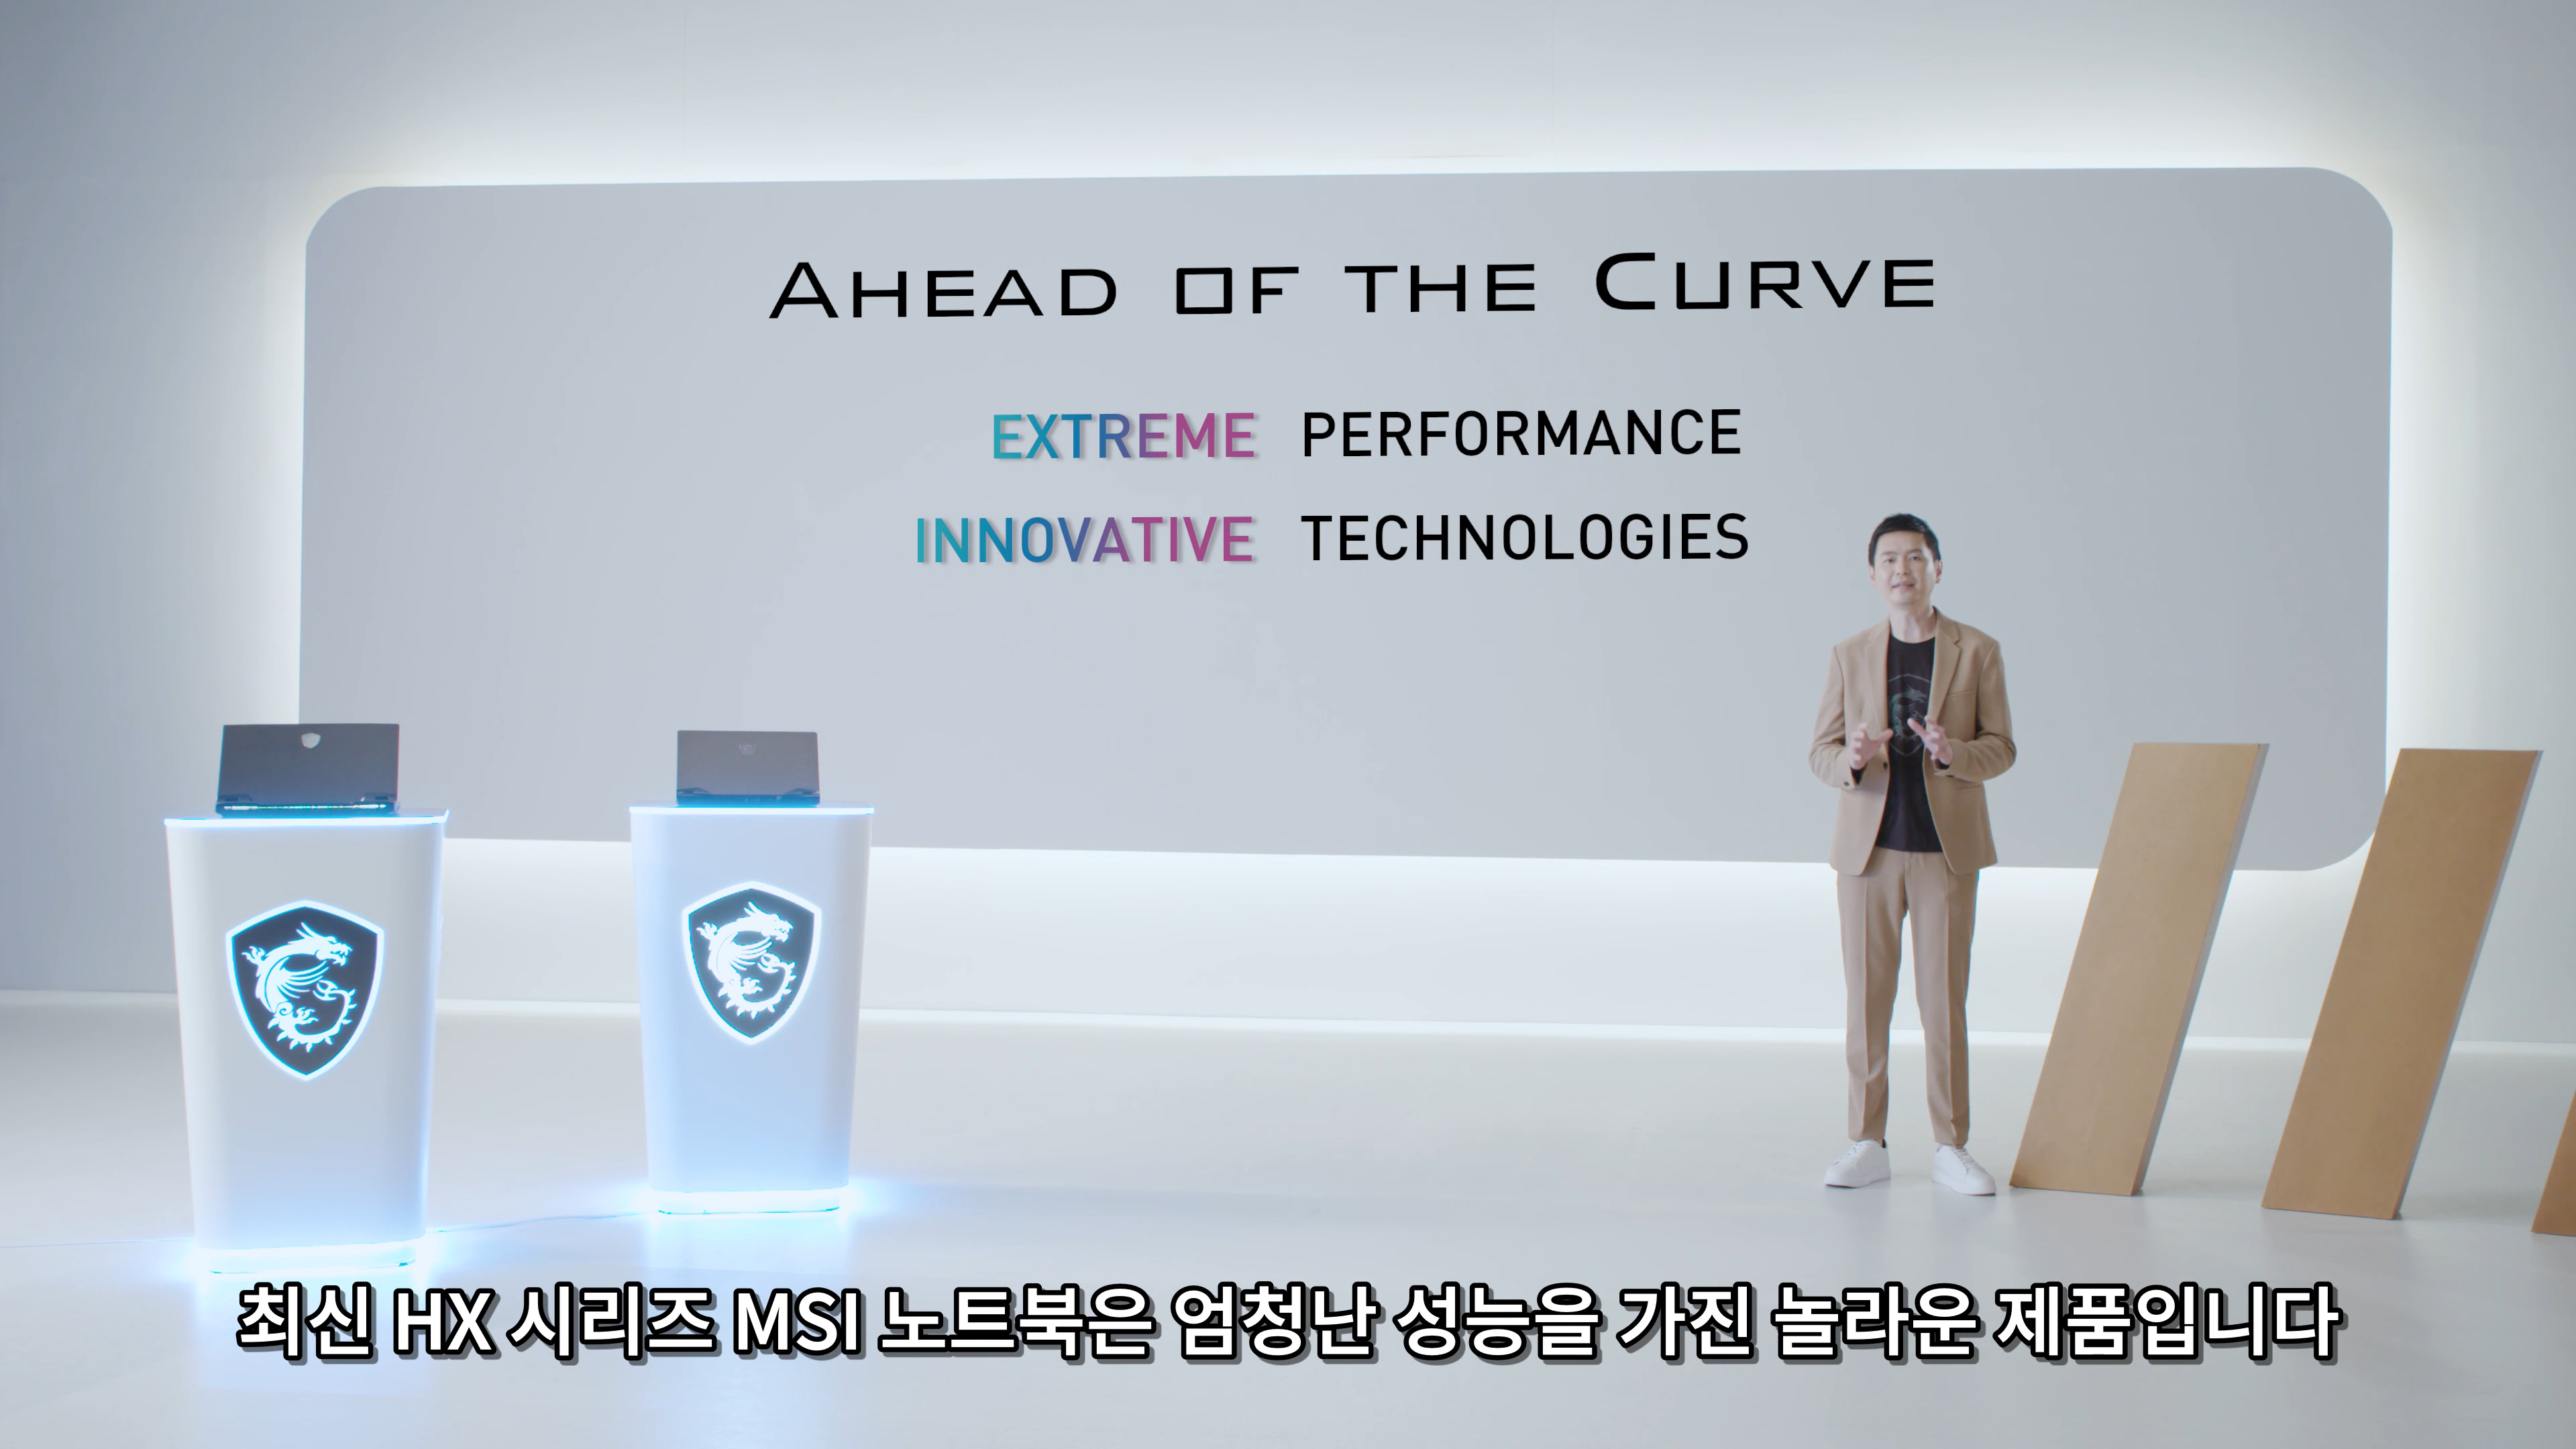 AHEAD OF THE CURVE
EXTREME PERFORMANCE
INNOVATIVE TECHNOLOGIES
최신 HX 시리즈 MSI 노트북은 엄청난 성능을 가진 놀라운 제품입니다